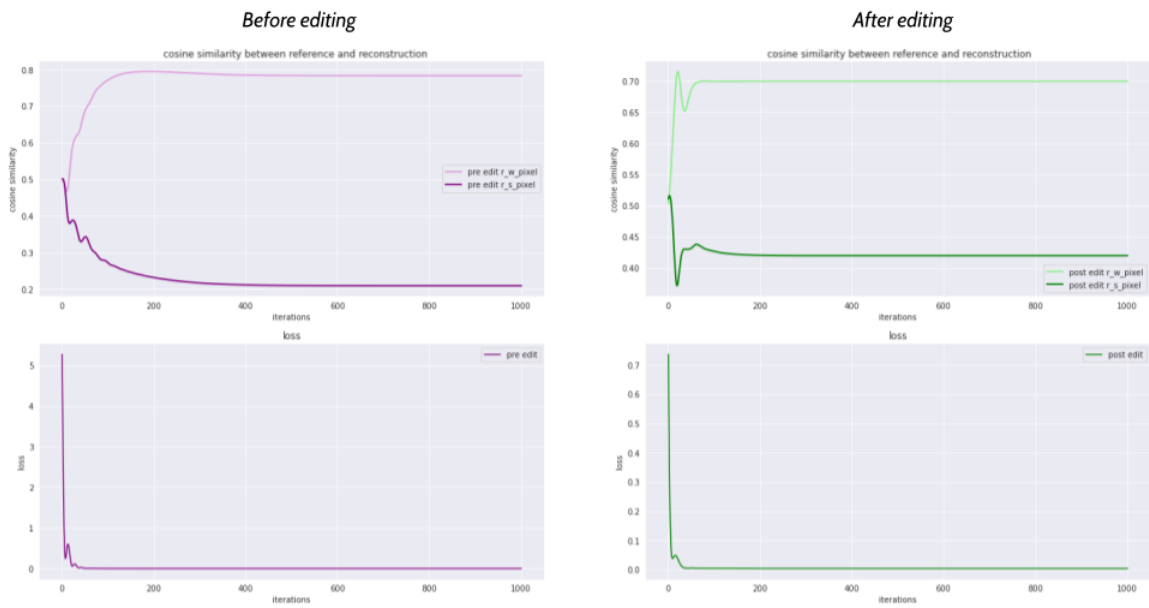 Before editing
After editing
cosine similarity between reference and reconstruction
0.8
0.7
0.6
0.5
0.4
0.3
0.2
cosine similarity
pre edit r_w_pixel
pre edit r_s_pixel
0
200
400
600
800
1000
iterations
cosine similarity between reference and reconstruction
0.70
0.65
0.60
0.55
0.50
0.45
0.40
cosine similarity
post edit r_w_pixel
post edit r_s_pixel
0
200
400
600
800
1000
iterations
loss
5
4
3
2
1
0
loss
pre edit
0
200
400
600
800
1000
iterations
loss
0.7
0.6
0.5
0.4
0.3
0.2
0.1
0.0
loss
post edit
0
200
400
600
800
1000
iterations